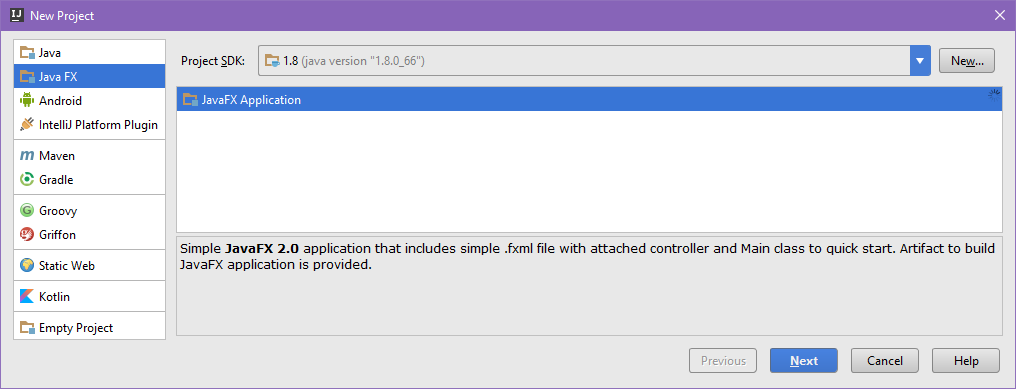 New Project
Java
Java FX
Android
IntelliJ Platform Plugin
Maven
Gradle
Groovy
Griffon
Static Web
Kotlin
Empty Project
Project SDK: 1.8 (java version "1.8.0_66") New...
JavaFX Application
Simple JavaFX 2.0 application that includes simple .fxml file with attached controller and Main class to quick start. Artifact to build
JavaFX application is provided.
Previous Next Cancel Help